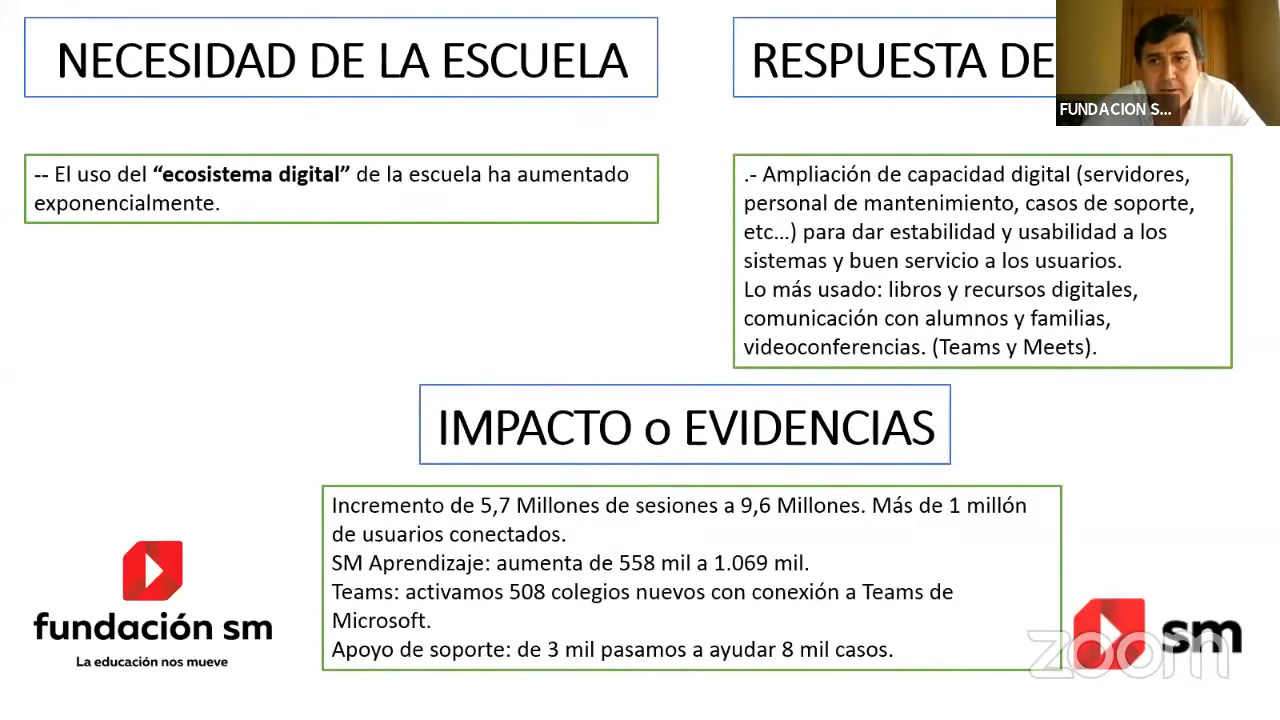 NECESIDAD DE LA ESCUELA
RESPUESTA DE
FUNDACION S...
-- El uso del “ecosistema digital” de la escuela ha aumentado
exponencialmente.
.- Ampliación de capacidad digital (servidores,
personal de mantenimiento, casos de soporte,
etc...) para dar estabilidad y usabilidad a los
sistemas y buen servicio a los usuarios.
Lo más usado: libros y recursos digitales,
comunicación con alumnos y familias,
videoconferencias. (Teams y Meets).
IMPACTO o EVIDENCIAS
Incremento de 5,7 Millones de sesiones a 9,6 Millones. Más de 1 millón
de usuarios conectados.
SM Aprendizaje: aumenta de 558 mil a 1.069 mil.
Teams: activamos 508 colegios nuevos con conexión a Teams de
Microsoft.
Apoyo de soporte: de 3 mil pasamos a ayudar 8 mil casos.
fundación sm
La educación nos mueve
sm
zoom